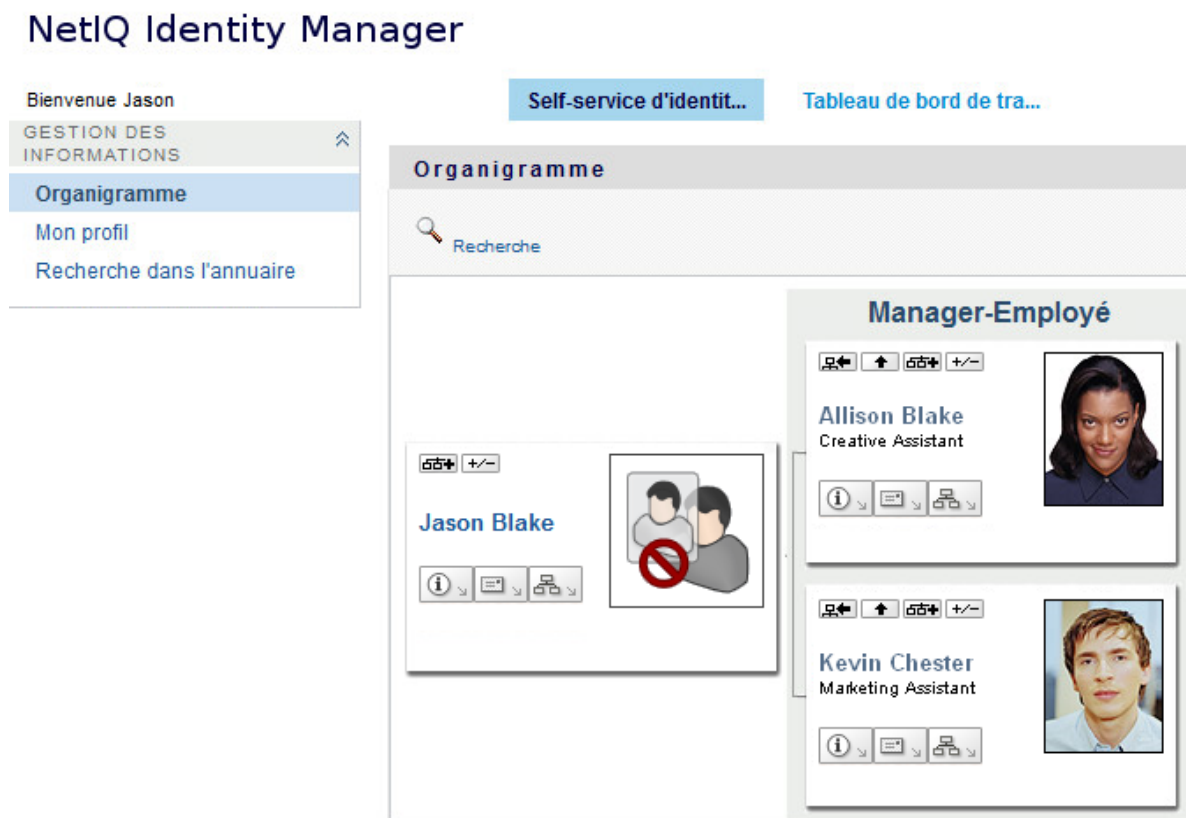 NetIQ Identity Manager
Bienvenue Jason
Self-service d'identit...
Tableau de bord de tra...
GESTION DES
INFORMATIONS
Organigramme
Mon profil
Recherche dans l'annuaire
Organigramme
Recherche
Manager-Employé
+/-
Allison Blake
Creative Assistant
+/-
Jason Blake
+/-
Kevin Chester
Marketing Assistant